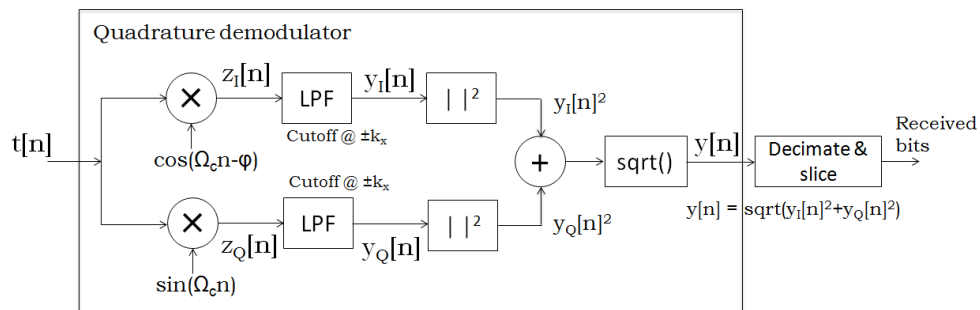 Quadrature demodulator
z_I[n]
y_I[n]
LPF
| |²
y_I[n]²
Cutoff @ ±k_x
Received
bits
t[n]
cos(Ω_c n-φ)
+
sqrt()
y[n]
Decimate &
slice
Cutoff @ ±k_x
y[n] = sqrt(y_I[n]²+y_Q[n]²)
LPF
| |²
z_Q[n]
y_Q[n]
y_Q[n]²
sin(Ω_c n)